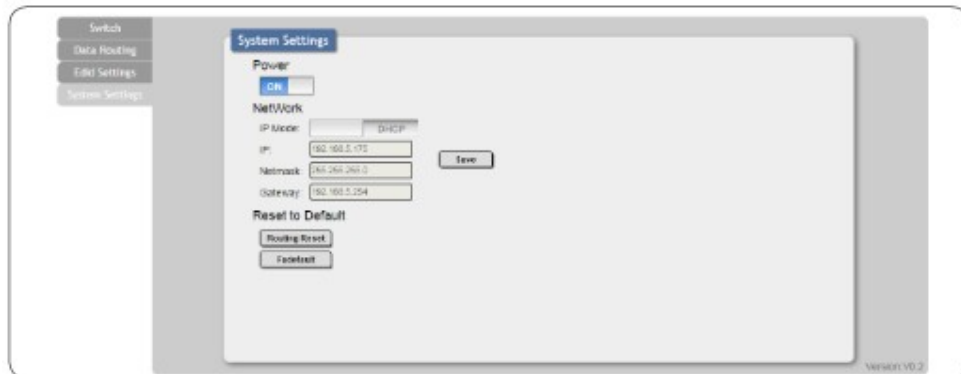 Switch
Data Routing
Edid Settings
System Settings
System Settings
Power
ON
NetWork
IP Mode: DHCP
IP: 192.168.5.175
Save
Netmask: 255.255.255.0
Gateway: 192.168.5.254
Reset to Default
Routing Reset
Fadefault
Version V0.2